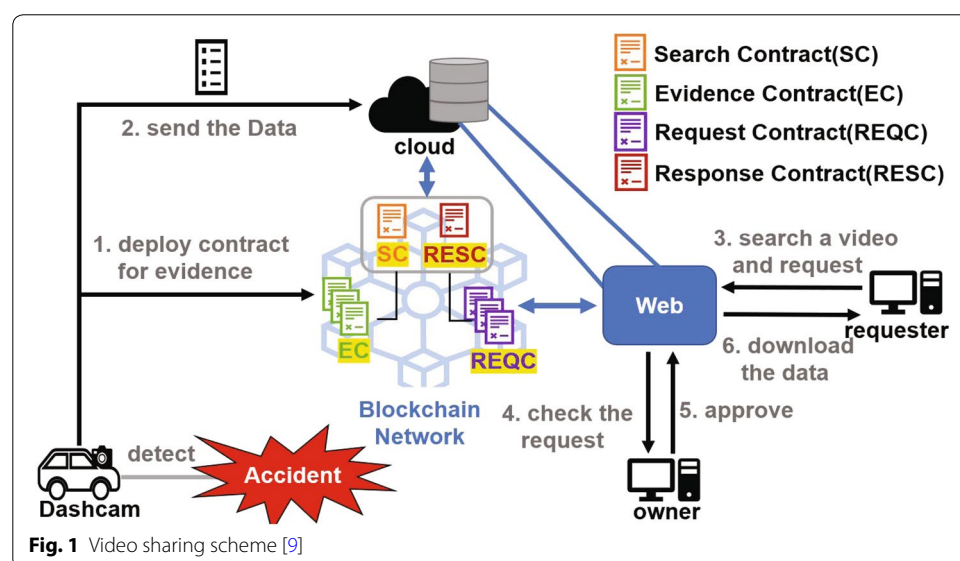 Search Contract(SC)
Evidence Contract(EC)
Request Contract(REQC)
Response Contract(RESC)
2. send the Data
cloud
1. deploy contract
for evidence
SC
RESC
EC
REQC
Blockchain
Network
Web
3. search a video
and request
requester
6. download
the data
4. check the
request
5. approve
owner
detect
Accident
Dashcam
Fig. 1 Video sharing scheme [9]